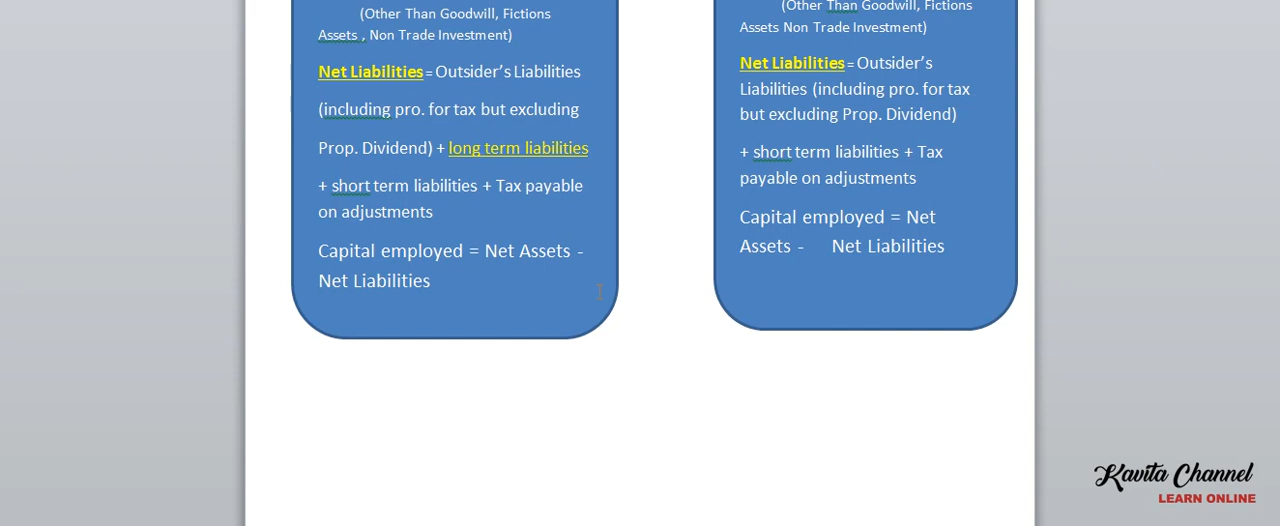 (Other Than Goodwill, Fictions
Assets , Non Trade Investment)
Net Liabilities = Outsider's Liabilities
(including pro. for tax but excluding
Prop. Dividend) + long term liabilities
+ short term liabilities + Tax payable
on adjustments
Capital employed = Net Assets -
Net Liabilities
(Other Than Goodwill, Fictions
Assets Non Trade Investment)
Net Liabilities = Outsider's
Liabilities (including pro. for tax
but excluding Prop. Dividend)
+ short term liabilities + Tax
payable on adjustments
Capital employed = Net
Assets - Net Liabilities
Kavita Channel
LEARN ONLINE